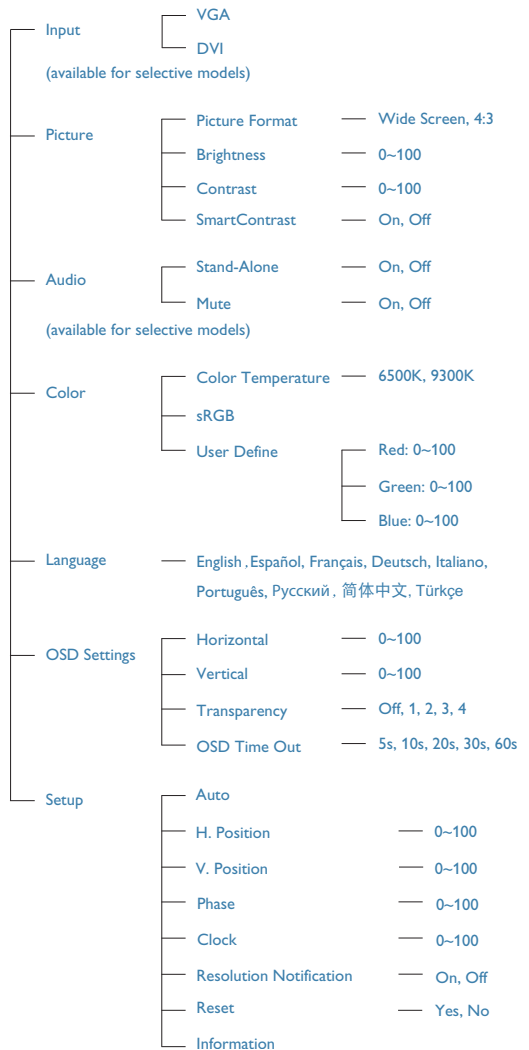 Input
VGA
DVI
(available for selective models)
Picture
Picture Format Wide Screen, 4:3
Brightness 0~100
Contrast 0~100
SmartContrast On, Off
Audio
Stand-Alone On, Off
Mute On, Off
(available for selective models)
Color
Color Temperature 6500K, 9300K
sRGB
User Define Red: 0~100
Green: 0~100
Blue: 0~100
Language English , Español, Français, Deutsch, Italiano,
Português, Русский , 简体中文, Türkçe
OSD Settings
Horizontal 0~100
Vertical 0~100
Transparency Off, 1, 2, 3, 4
OSD Time Out 5s, 10s, 20s, 30s, 60s
Setup
Auto
H. Position 0~100
V. Position 0~100
Phase 0~100
Clock 0~100
Resolution Notification On, Off
Reset Yes, No
Information